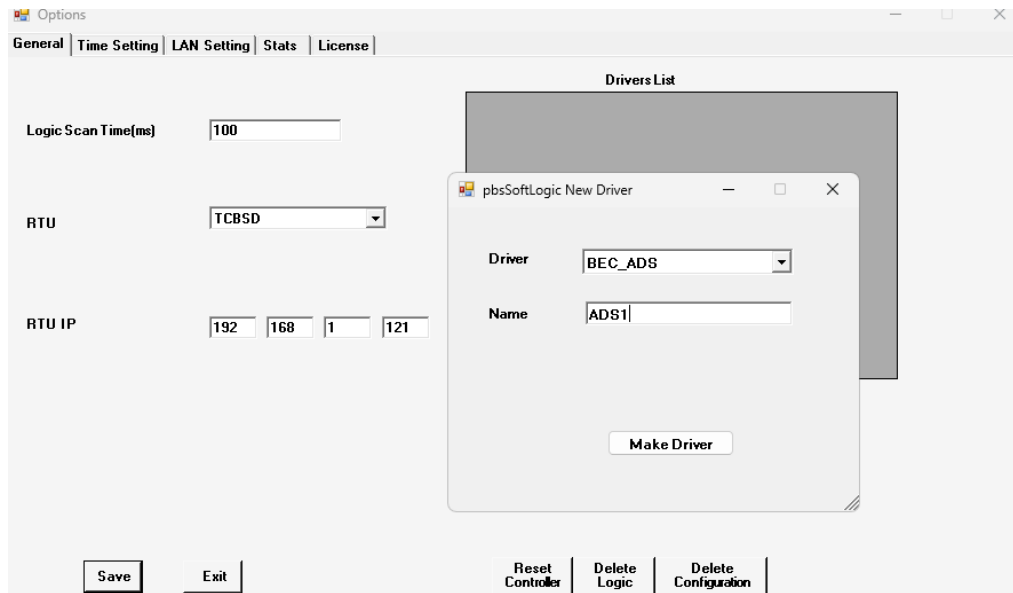 Options
General Time Setting LAN Setting Stats License
Drivers List
Logic Scan Time(ms) 100
RTU TCBSD
RTU IP 192 168 1 121
pbsSoftLogic New Driver
Driver BEC_ADS
Name ADS1
Make Driver
Save Exit
Reset Controller
Delete Logic
Delete Configuration